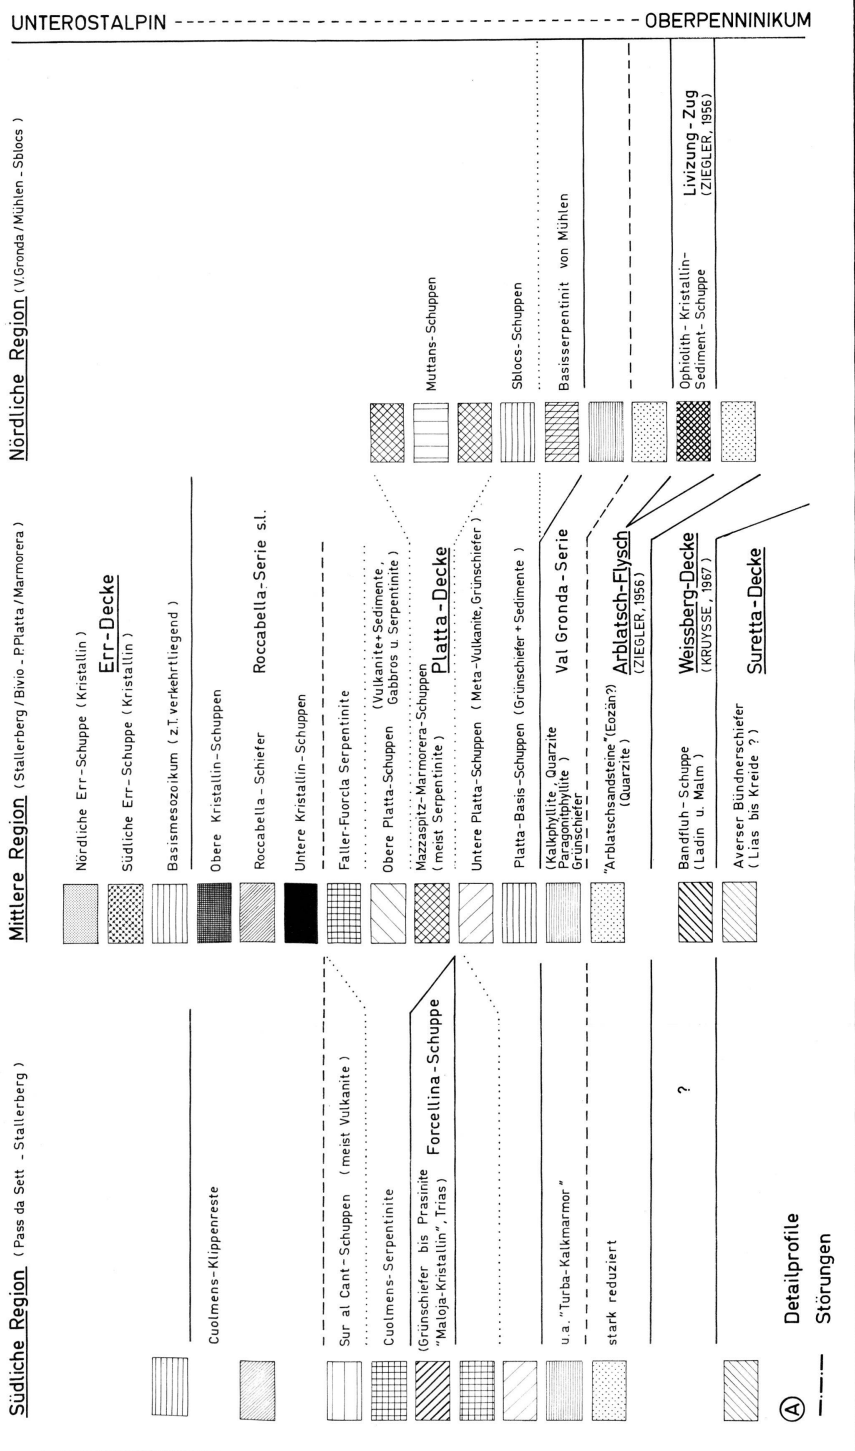 UNTEROSTALPIN
OBERPENNINIKUM
Südliche Region ( Pass da Sett - Stallerberg )
Cuolmens-Klippenreste
Sur al Cant-Schuppen ( meist Vulkanite )
Cuolmens-Serpentinite
(Grünschiefer bis Prasinite
"Maloja-Kristallin", Trias )
Forcellina-Schuppe
u.a. "Turba-Kalkmarmor"
stark reduziert
?
A Detailprofile
Störungen
Mittlere Region ( Stallerberg / Bivio - P.Platta / Marmorera )
Nördliche Err-Schuppe ( Kristallin )
Err-Decke
Südliche Err-Schuppe ( Kristallin )
Basismesozoikum ( z.T. verkehrtliegend )
Obere Kristallin-Schuppen
Roccabella-Schiefer
Roccabella-Serie s.l.
Untere Kristallin-Schuppen
Faller-Fuorcla Serpentinite
Obere Platta-Schuppen
(Vulkanite+Sedimente,
Gabbros u. Serpentinite )
Mazzaspitz-Marmorera-Schuppen
( meist Serpentinite )
Platta-Decke
Untere Platta-Schuppen ( Meta-Vulkanite, Grünschiefer )
Platta-Basis-Schuppen (Grünschiefer + Sedimente )
(Kalkphyllite, Quarzite
Paragonitphyllite )
Grünschiefer
Val Gronda-Serie
"Arblatschsandsteine" (Eozän?)
(Quarzite )
Arblatsch-Flysch
(ZIEGLER, 1956)
Bandfluh-Schuppe
(Ladin u. Malm )
Weissberg-Decke
(KRUYSSE, 1967)
Averser Bündnerschiefer
( Lias bis Kreide ? )
Suretta-Decke
Nördliche Region ( V.Gronda / Mühlen - Sblocs )
Muttans-Schuppen
Sblocs-Schuppen
Basisserpentinit von Mühlen
Ophiolith-Kristallin-
Sediment-Schuppe
Livizung-Zug
(ZIEGLER, 1956)